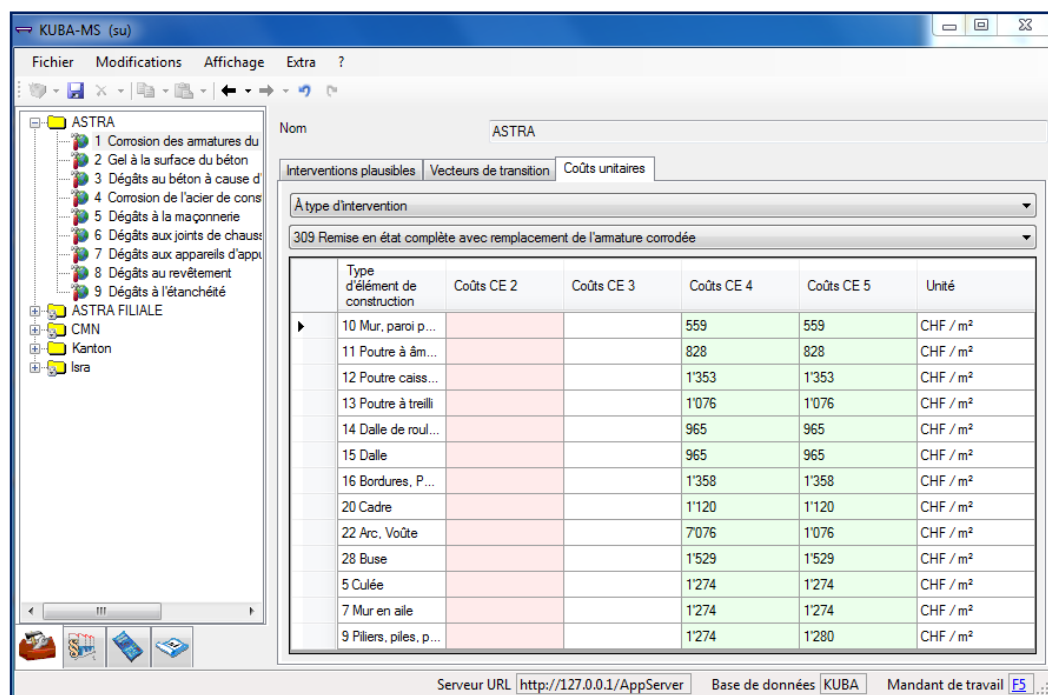 KUBA-MS (su)
Fichier Modifications Affichage Extra ?
ASTRA
1 Corrosion des armatures du
2 Gel à la surface du béton
3 Dégâts au béton à cause d'
4 Corrosion de l'acier de cons
5 Dégâts à la maçonnerie
6 Dégâts aux joints de chauss
7 Dégâts aux appareils d'appu
8 Dégâts au revêtement
9 Dégâts à l'étanchéité
ASTRA FILIALE
CMN
Kanton
Isra
Nom ASTRA
Interventions plausibles Vecteurs de transition Coûts unitaires
À type d'intervention
309 Remise en état complète avec remplacement de l'armature corrodée
Type d'élément de construction Coûts CE 2 Coûts CE 3 Coûts CE 4 Coûts CE 5 Unité
10 Mur, paroi p... 559 559 CHF / m²
11 Poutre à âm... 828 828 CHF / m²
12 Poutre caiss... 1'353 1'353 CHF / m²
13 Poutre à treilli 1'076 1'076 CHF / m²
14 Dalle de roul... 965 965 CHF / m²
15 Dalle 965 965 CHF / m²
16 Bordures, P... 1'358 1'358 CHF / m²
20 Cadre 1'120 1'120 CHF / m²
22 Arc, Voûte 7'076 1'076 CHF / m²
28 Buse 1'529 1'529 CHF / m²
5 Culée 1'274 1'274 CHF / m²
7 Mur en aile 1'274 1'274 CHF / m²
9 Piliers, piles, p... 1'274 1'280 CHF / m²
Serveur URL http://127.0.0.1/AppServer Base de données KUBA Mandant de travail F5